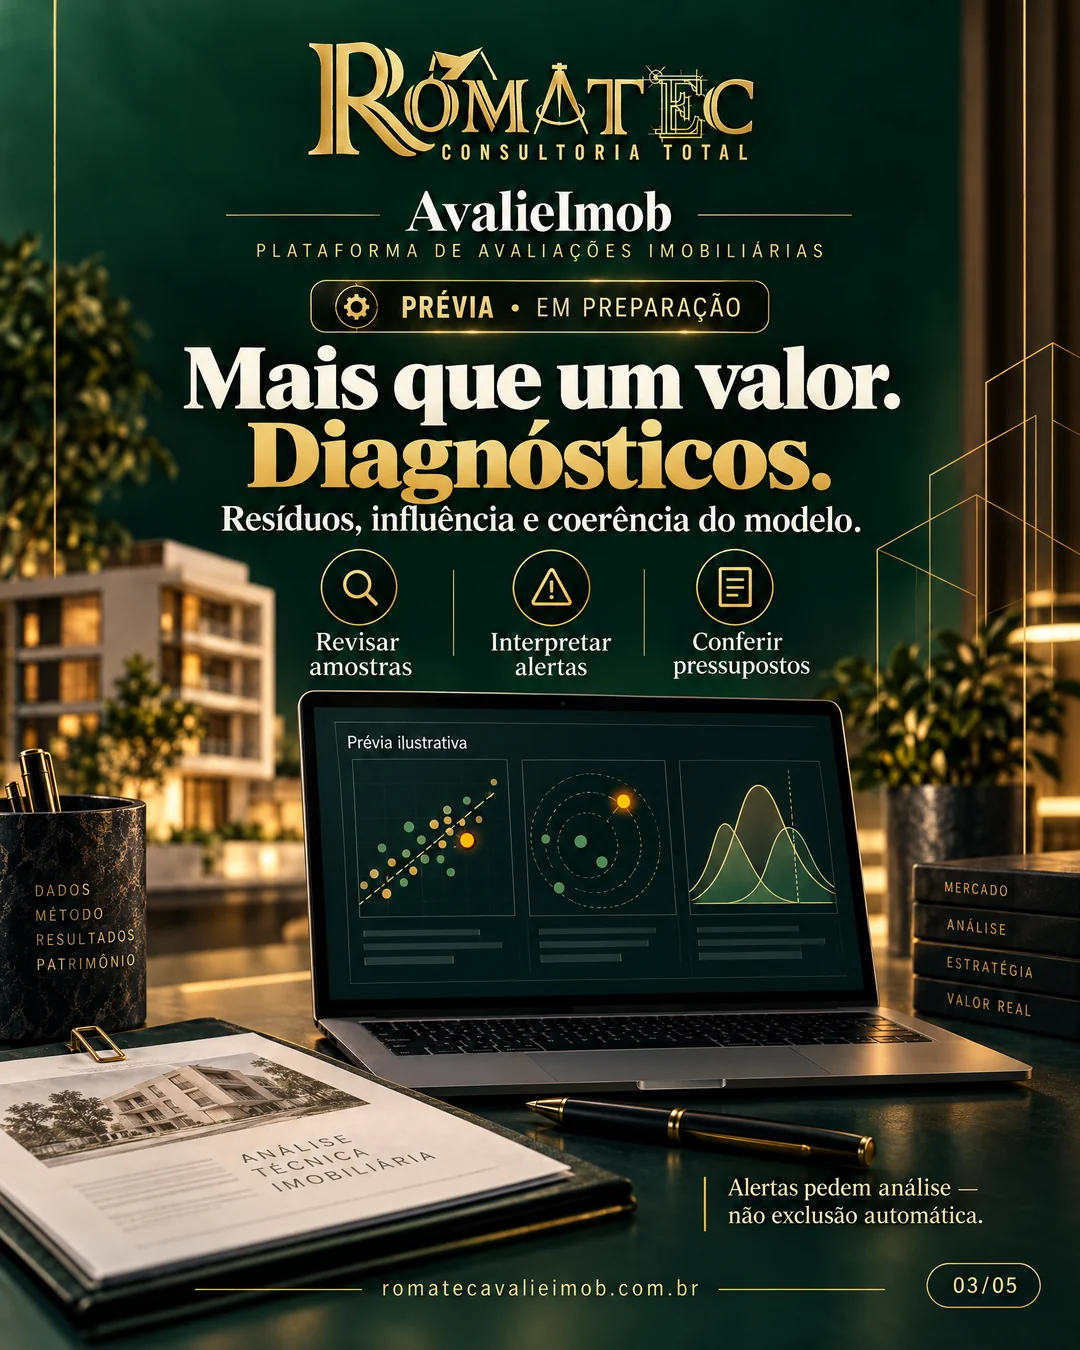 ROMATEC
CONSULTORIA TOTAL
AvalieImob
PLATAFORMA DE AVALIAÇÕES IMOBILIÁRIAS
PRÉVIA • EM PREPARAÇÃO
Mais que um valor.
Diagnósticos.
Resíduos, influência e coerência do modelo.
Revisar
amostras
Interpretar
alertas
Conferir
pressupostos
Prévia ilustrativa
DADOS
MÉTODO
RESULTADOS
PATRIMÔNIO
MERCADO
ANÁLISE
ESTRATÉGIA
VALOR REAL
ANÁLISE
TÉCNICA
IMOBILIÁRIA
Alertas pedem análise —
não exclusão automática.
romatecavalieimob.com.br
03/05